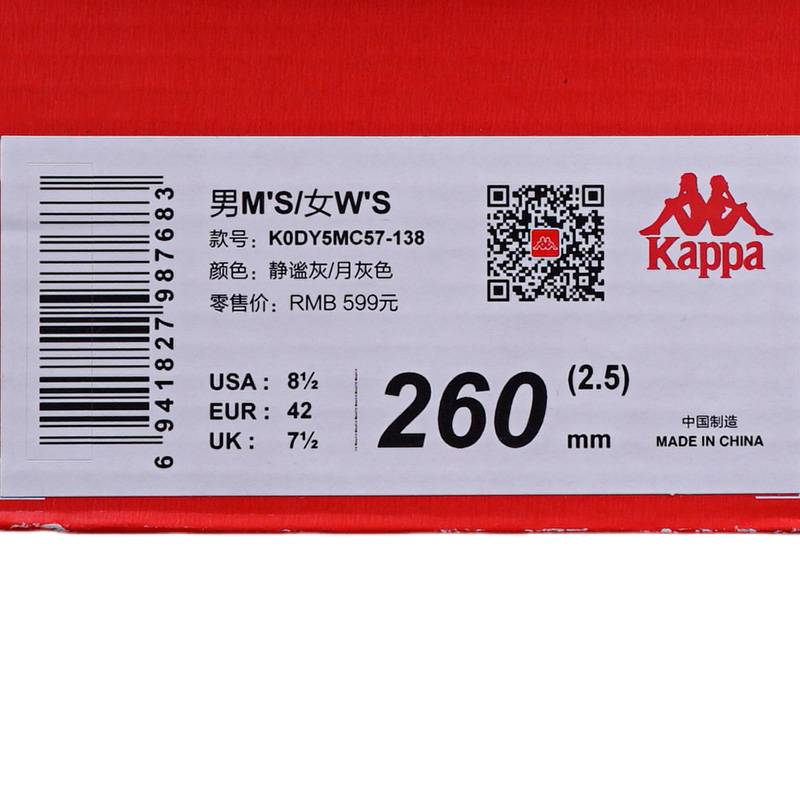 6 941827 987683
男M'S/女W'S
款号：K0DY5MC57-138
颜色：静谧灰/月灰色
零售价：RMB 599元
USA： 8½
EUR： 42
UK： 7½
260 (2.5) mm
Kappa
中国制造
MADE IN CHINA